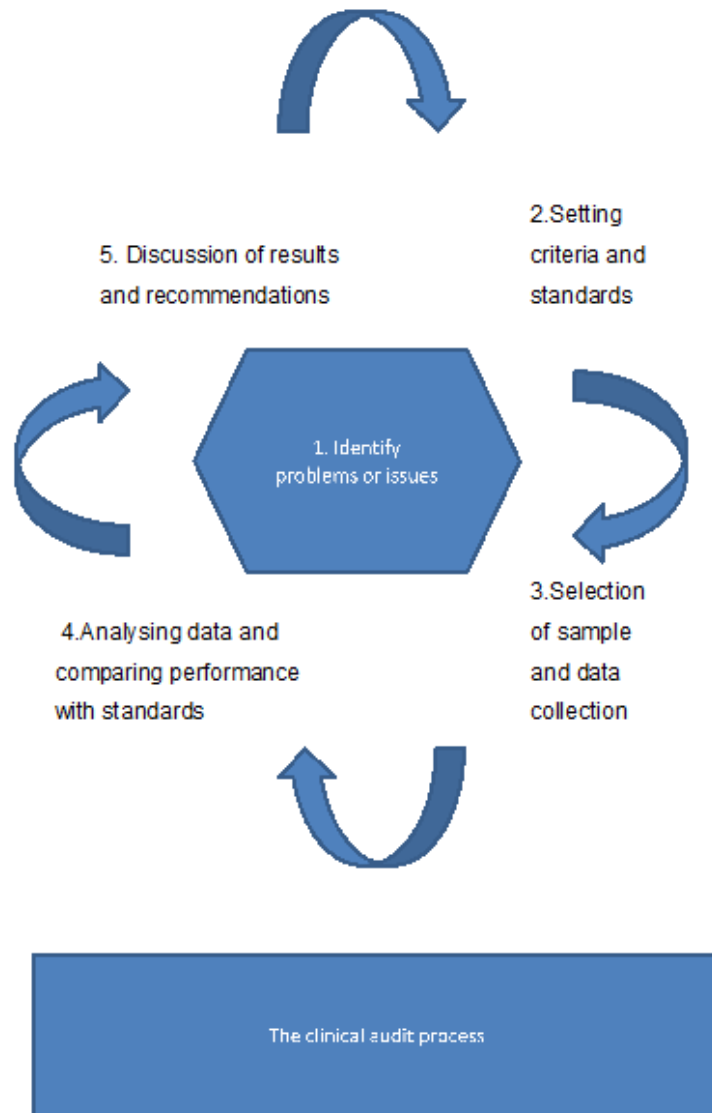 2.Setting
criteria and
standards
5. Discussion of results
and recommendations
1. Identify
problems or issues
3.Selection
of sample
and data
collection
4.Analysing data and
comparing performance
with standards
The clinical audit process